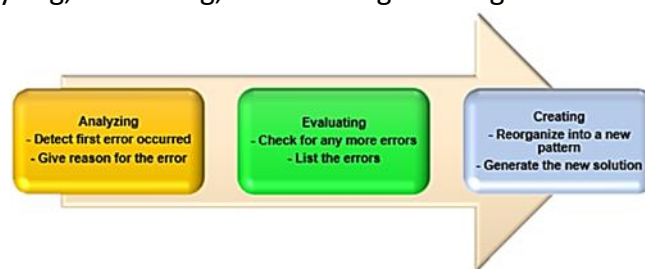 Analyzing
- Detect first error occurred
- Give reason for the error
Evaluating
- Check for any more errors
- List the errors
Creating
- Reorganize into a new
pattern
- Generate the new solution